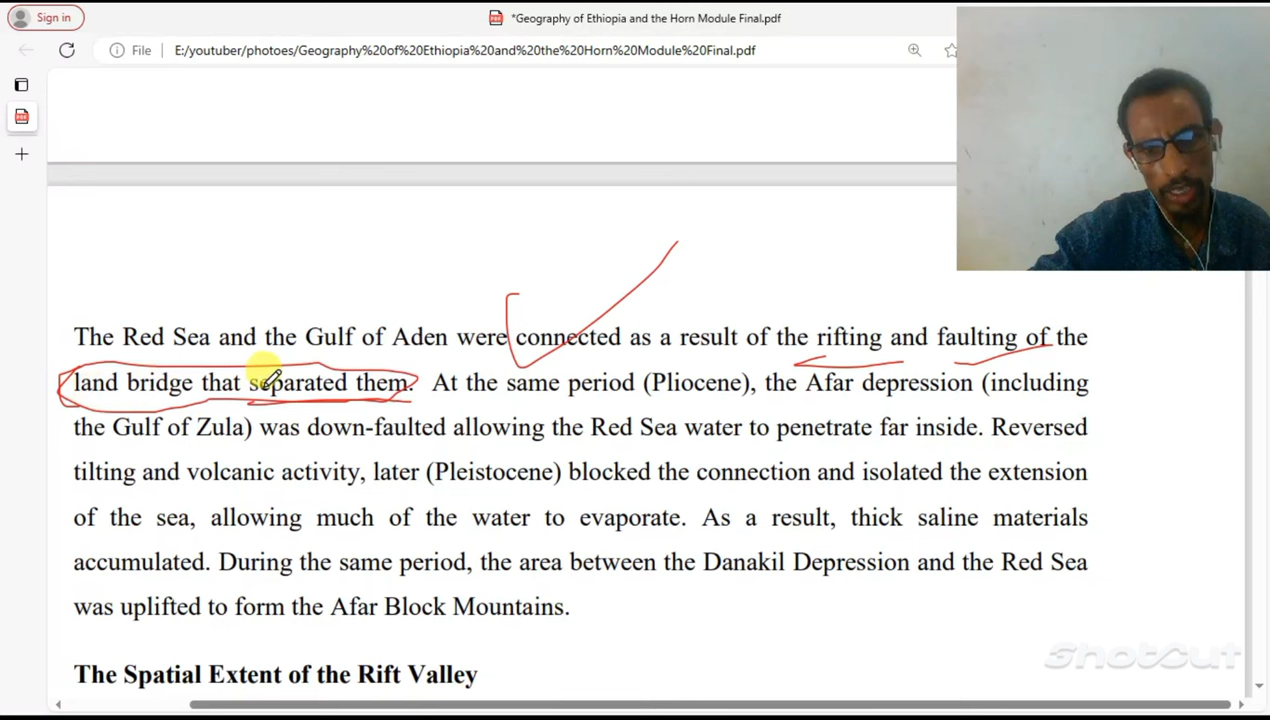 Sign in
*Geography of Ethiopia and the Horn Module Final.pdf
File
E:/youtuber/photoes/Geography%20of%20Ethiopia%20and%20the%20Horn%20Module%20Final.pdf
The Red Sea and the Gulf of Aden were connected as a result of the rifting and faulting of the
land bridge that separated them. At the same period (Pliocene), the Afar depression (including
the Gulf of Zula) was down-faulted allowing the Red Sea water to penetrate far inside. Reversed
tilting and volcanic activity, later (Pleistocene) blocked the connection and isolated the extension
of the sea, allowing much of the water to evaporate. As a result, thick saline materials
accumulated. During the same period, the area between the Danakil Depression and the Red Sea
was uplifted to form the Afar Block Mountains.
The Spatial Extent of the Rift Valley
Shotcut